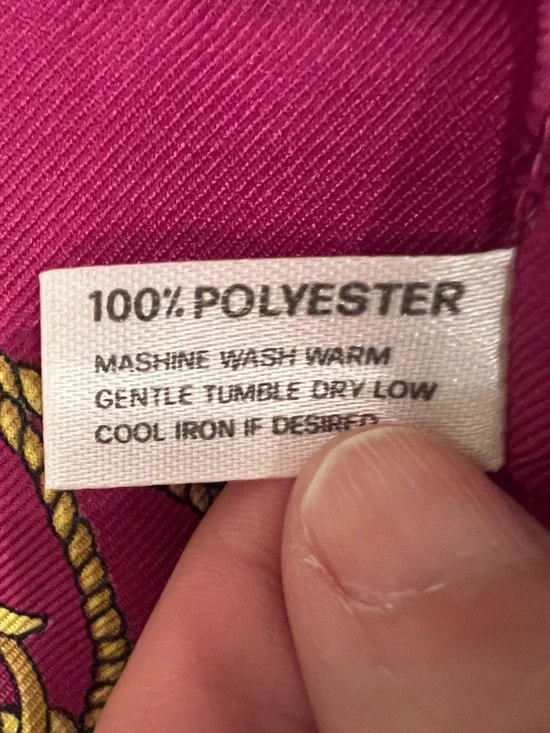 100% POLYESTER
MASHINE WASH WARM
GENTLE TUMBLE DRY LOW
COOL IRON IF DESIRED